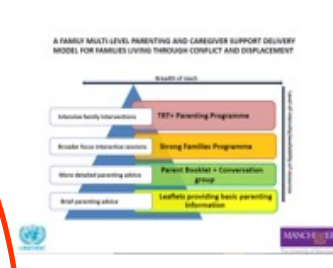 A FAMILY MULTI-LEVEL PARENTING AND CAREGIVER SUPPORT DELIVERY
MODEL FOR FAMILIES LIVING THROUGH CONFLICT AND DISPLACEMENT
Breadth of reach
Intensive family interventions
TRT+ Parenting Programme
Broader focus interactive sessions
Strong Families Programme
More detailed parenting advice
Parent Booklet + Conversation
group
Brief parenting advice
Leaflets providing basic parenting
information
UNODC
MANCHESTER